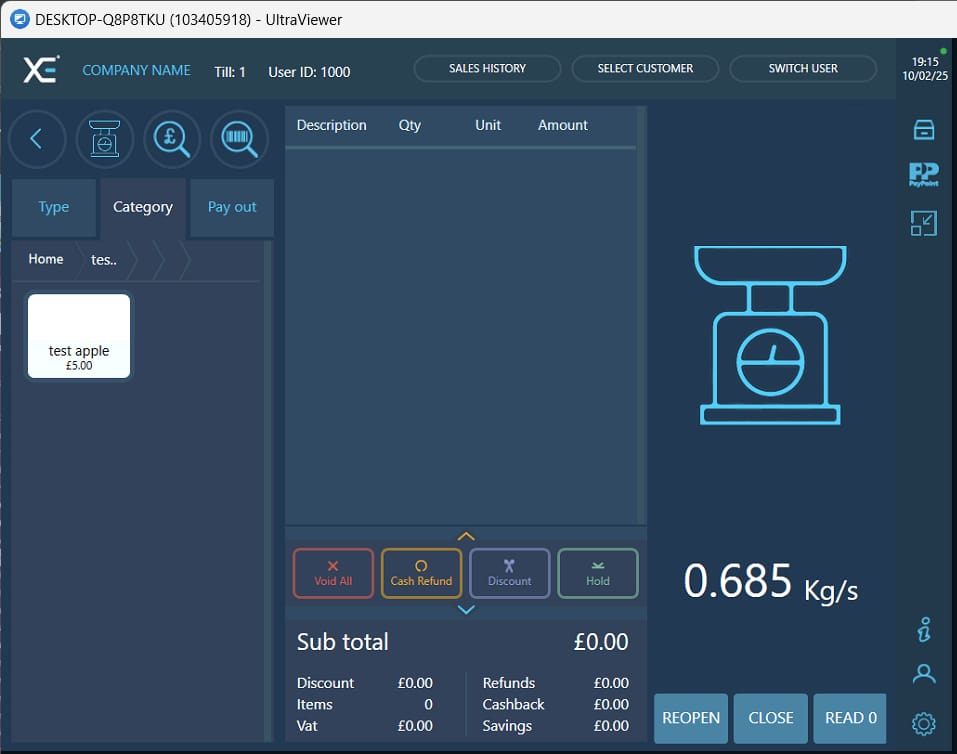 DESKTOP-Q8P8TKU (103405918) - UltraViewer
XE COMPANY NAME Till: 1 User ID: 1000 SALES HISTORY SELECT CUSTOMER SWITCH USER
19:15
10/02/25
Type Category Pay out
Home tes..
test apple
£5.00
Description Qty Unit Amount
Void All Cash Refund Discount Hold
Sub total £0.00
Discount £0.00 Refunds £0.00
Items 0 Cashback £0.00
Vat £0.00 Savings £0.00
PayPoint
0.685 Kg/s
REOPEN CLOSE READ 0